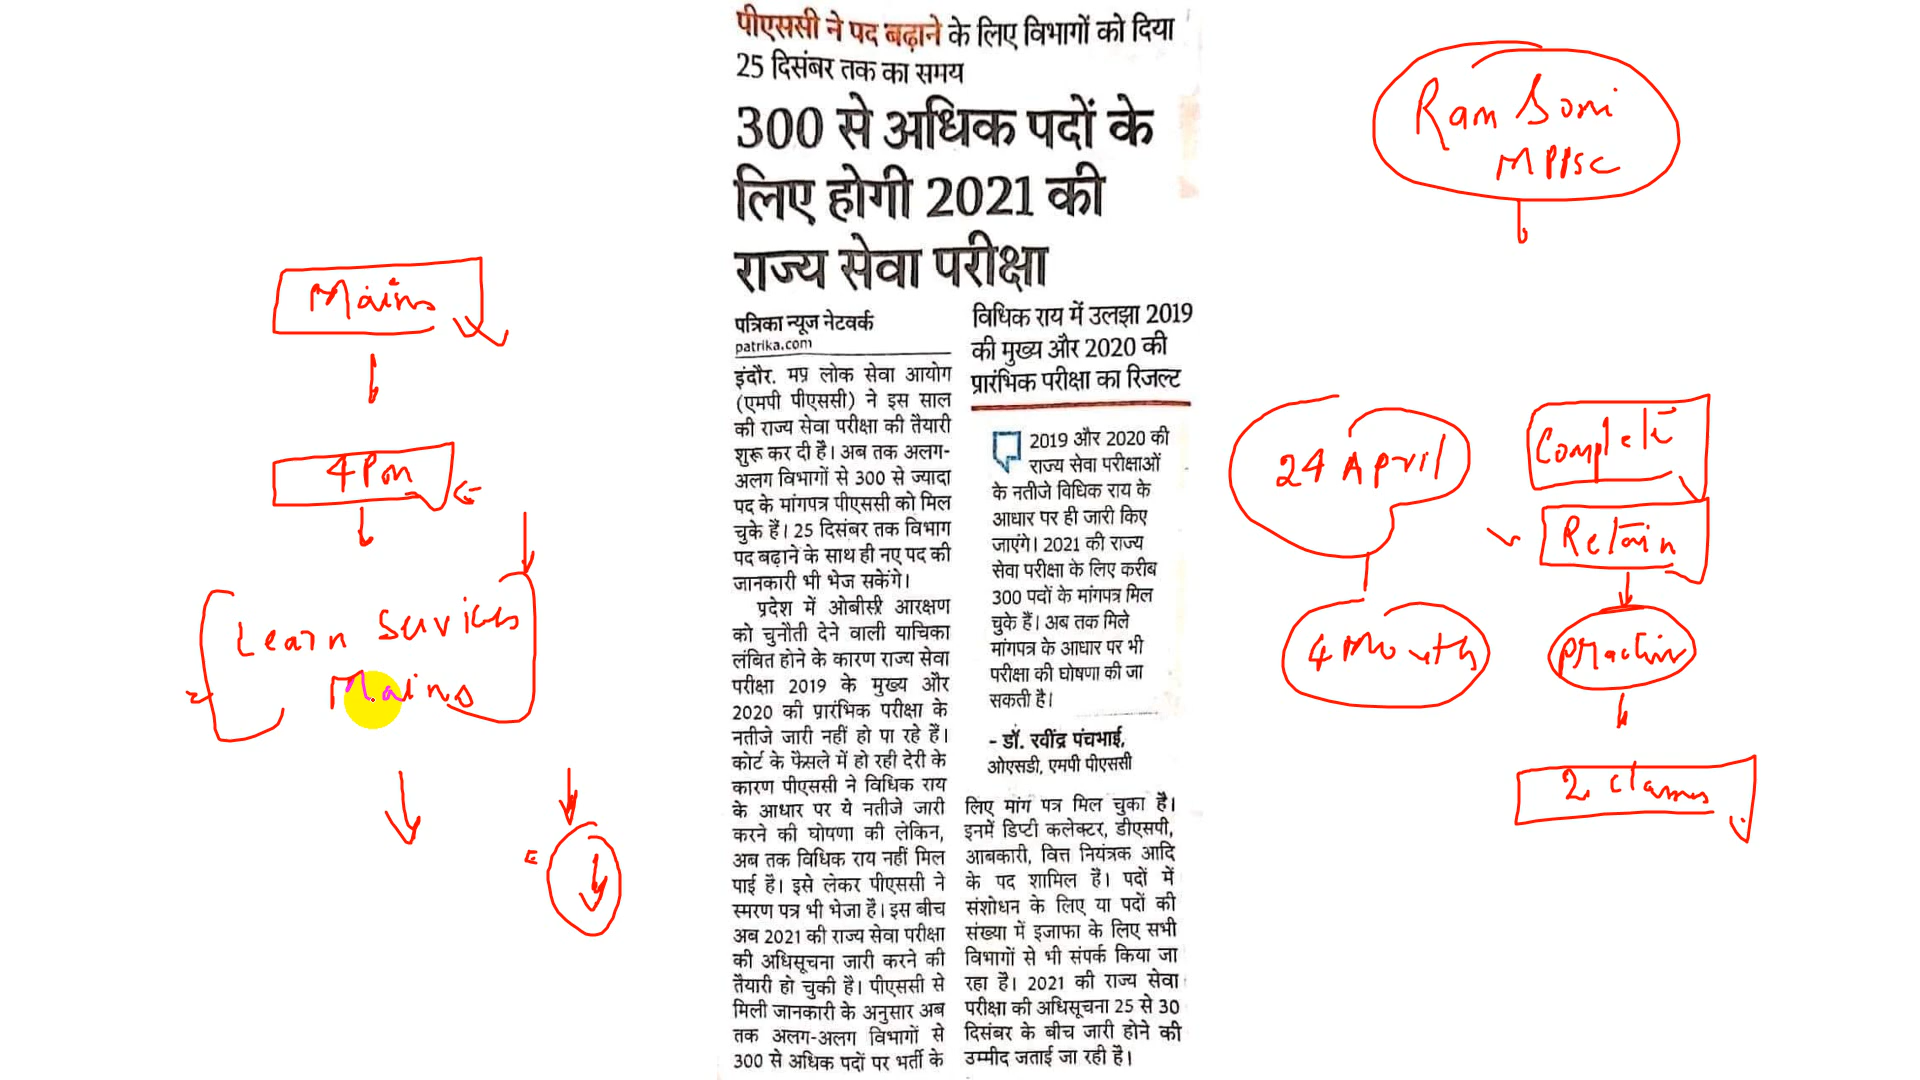 पीएससी ने पद बढ़ाने के लिए विभागों को दिया
25 दिसंबर तक का समय
300 से अधिक पदों के
लिए होगी 2021 की
राज्य सेवा परीक्षा
पत्रिका न्यूज नेटवर्क
patrika.com
इंदौर. मप्र लोक सेवा आयोग
(एमपी पीएससी) ने इस साल
की राज्य सेवा परीक्षा की तैयारी
शुरू कर दी है। अब तक अलग-
अलग विभागों से 300 से ज्यादा
पद के मांगपत्र पीएससी को मिल
चुके हैं। 25 दिसंबर तक विभाग
पद बढ़ाने के साथ ही नए पद की
जानकारी भी भेज सकेंगे।
प्रदेश में ओबीसी आरक्षण
को चुनौती देने वाली याचिका
लंबित होने के कारण राज्य सेवा
परीक्षा 2019 के मुख्य और
2020 की प्रारंभिक परीक्षा के
नतीजे जारी नहीं हो पा रहे हैं।
कोर्ट के फैसले में हो रही देरी के
कारण पीएससी ने विधिक राय
के आधार पर ये नतीजे जारी
करने की घोषणा की लेकिन,
अब तक विधिक राय नहीं मिल
पाई है। इसे लेकर पीएससी ने
स्मरण पत्र भी भेजा है। इस बीच
अब 2021 की राज्य सेवा परीक्षा
की अधिसूचना जारी करने की
तैयारी हो चुकी है। पीएससी से
मिली जानकारी के अनुसार अब
तक अलग-अलग विभागों से
300 से अधिक पदों पर भर्ती के
विधिक राय में उलझा 2019
की मुख्य और 2020 की
प्रारंभिक परीक्षा का रिजल्ट
2019 और 2020 की
राज्य सेवा परीक्षाओं
के नतीजे विधिक राय के
आधार पर ही जारी किए
जाएंगे। 2021 की राज्य
सेवा परीक्षा के लिए करीब
300 पदों के मांगपत्र मिल
चुके हैं। अब तक मिले
मांगपत्र के आधार पर भी
परीक्षा की घोषणा की जा
सकती है।
- डॉ. रवींद्र पंचभाई,
ओएसडी, एमपी पीएससी
लिए मांग पत्र मिल चुका है।
इनमें डिप्टी कलेक्टर, डीएसपी,
आबकारी, वित्त नियंत्रक आदि
के पद शामिल है। पदों में
संशोधन के लिए या पदों की
संख्या में इजाफा के लिए सभी
विभागों से भी संपर्क किया जा
रहा है। 2021 की राज्य सेवा
परीक्षा की अधिसूचना 25 से 30
दिसंबर के बीच जारी होने की
उम्मीद जताई जा रही है।
Mains
4 Pm
Learn Services
Mains
Ram Soni
MPPSC
24 April
4 Month
Complete
Retain
2 classes